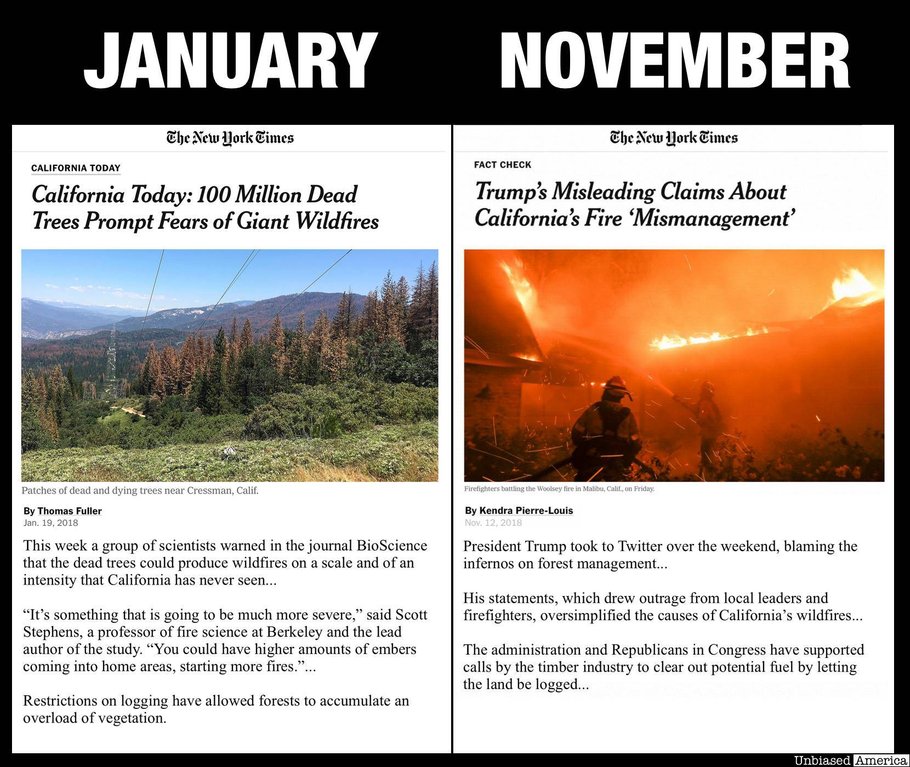 JANUARY
NOVEMBER
The New York Times
CALIFORNIA TODAY
California Today: 100 Million Dead
Trees Prompt Fears of Giant Wildfires
Patches of dead and dying trees near Cressman, Calif.
By Thomas Fuller
Jan. 19, 2018
This week a group of scientists warned in the journal BioScience
that the dead trees could produce wildfires on a scale and of an
intensity that California has never seen...
“It’s something that is going to be much more severe,” said Scott
Stephens, a professor of fire science at Berkeley and the lead
author of the study. “You could have higher amounts of embers
coming into home areas, starting more fires.”...
Restrictions on logging have allowed forests to accumulate an
overload of vegetation.
The New York Times
FACT CHECK
Trump’s Misleading Claims About
California’s Fire ‘Mismanagement’
Firefighters battling the Woolsey fire in Malibu, Calif., on Friday.
By Kendra Pierre-Louis
Nov. 12, 2018
President Trump took to Twitter over the weekend, blaming the
infernos on forest management...
His statements, which drew outrage from local leaders and
firefighters, oversimplified the causes of California’s wildfires...
The administration and Republicans in Congress have supported
calls by the timber industry to clear out potential fuel by letting
the land be logged...
Unbiased America